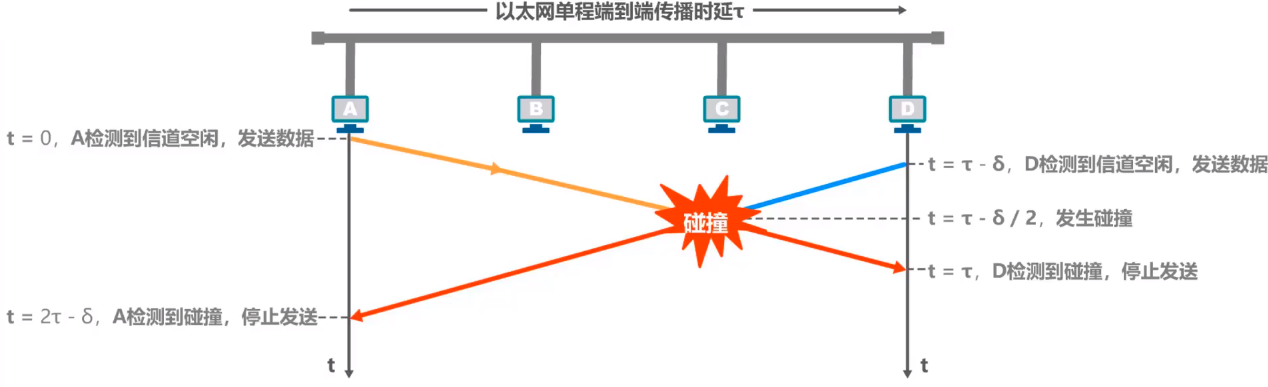 以太网单程端到端传播时延τ
A
B
C
D
t = 0，A检测到信道空闲，发送数据
t = τ - δ，D检测到信道空闲，发送数据
碰撞
t = τ - δ / 2，发生碰撞
t = τ，D检测到碰撞，停止发送
t = 2τ - δ，A检测到碰撞，停止发送
t
t